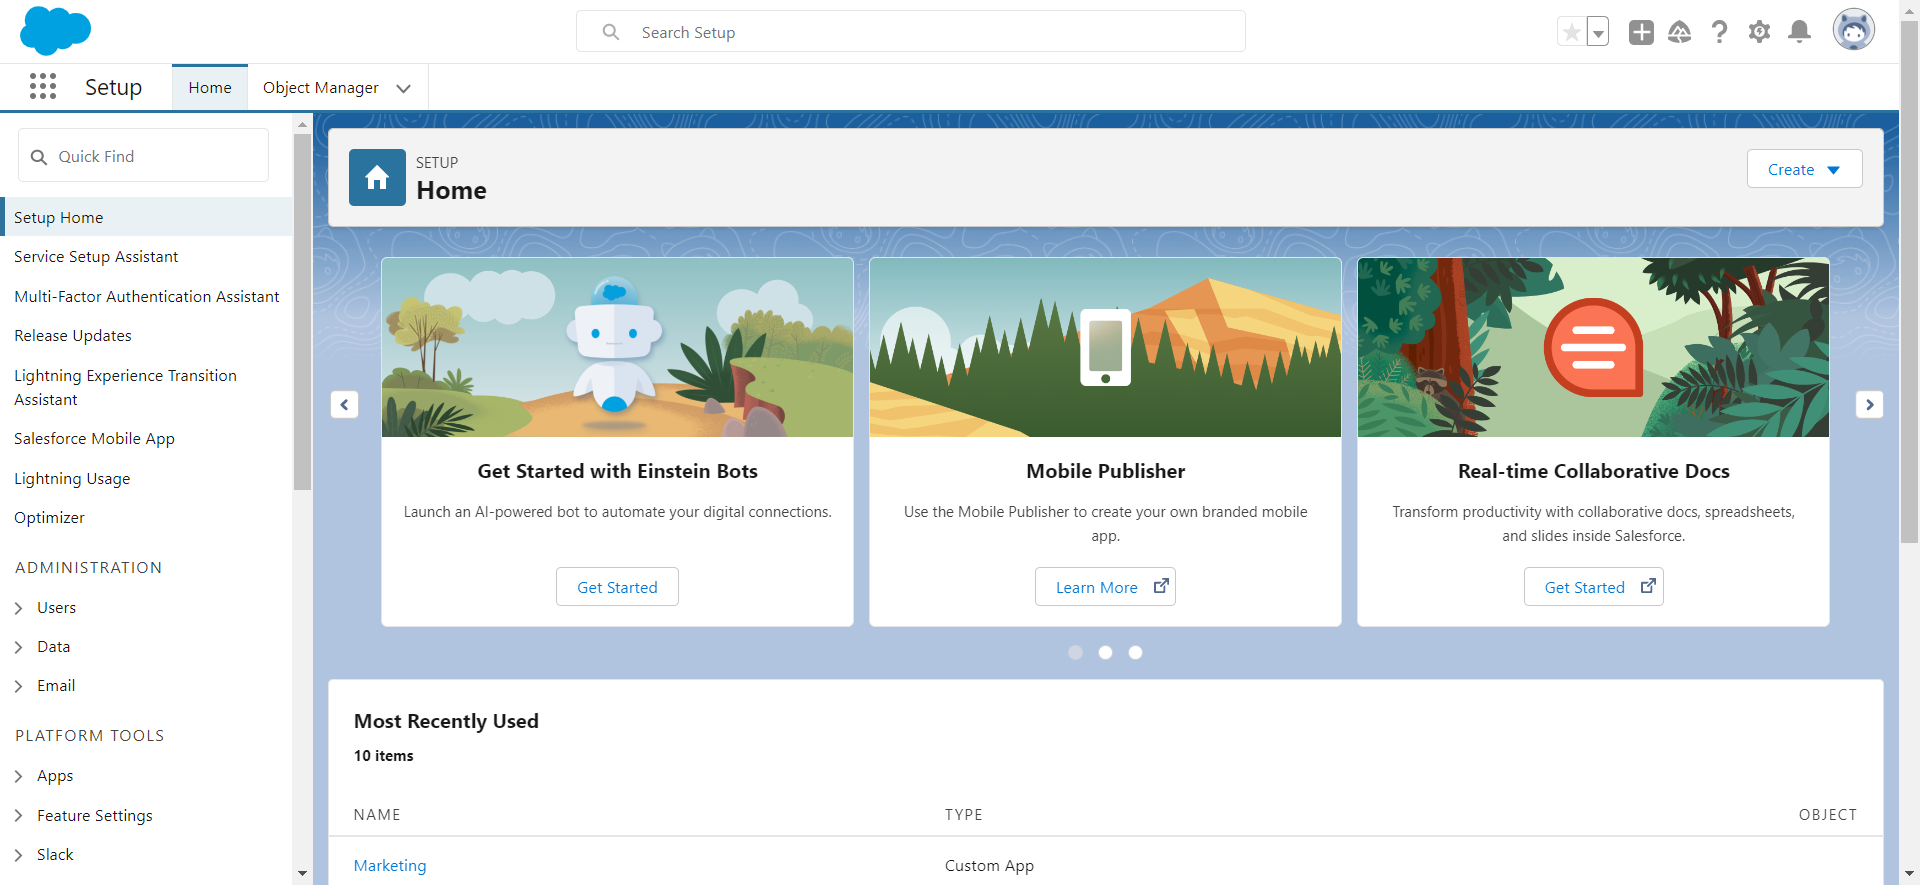 Search Setup
Setup
Home
Object Manager
Quick Find
Setup Home
Service Setup Assistant
Multi-Factor Authentication Assistant
Release Updates
Lightning Experience Transition
Assistant
Salesforce Mobile App
Lightning Usage
Optimizer
ADMINISTRATION
Users
Data
Email
PLATFORM TOOLS
Apps
Feature Settings
Slack
SETUP
Home
Create
Get Started with Einstein Bots
Launch an AI-powered bot to automate your digital connections.
Get Started
Mobile Publisher
Use the Mobile Publisher to create your own branded mobile
app.
Learn More
Real-time Collaborative Docs
Transform productivity with collaborative docs, spreadsheets,
and slides inside Salesforce.
Get Started
Most Recently Used
10 items
NAME TYPE OBJECT
Marketing Custom App